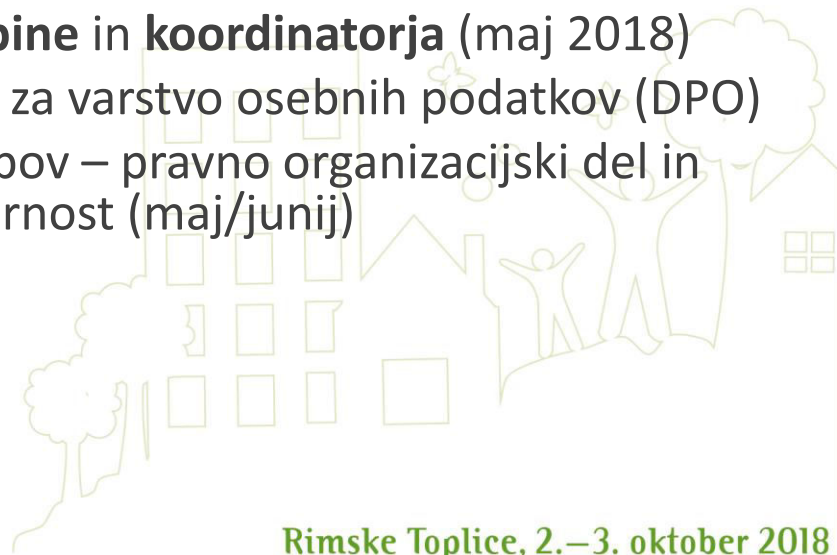 pine in koordinatorja (maj 2018)
za varstvo osebnih podatkov (DPO)
pov – pravno organizacijski del in
rnost (maj/junij)
Rimske Toplice, 2.–3. oktober 2018